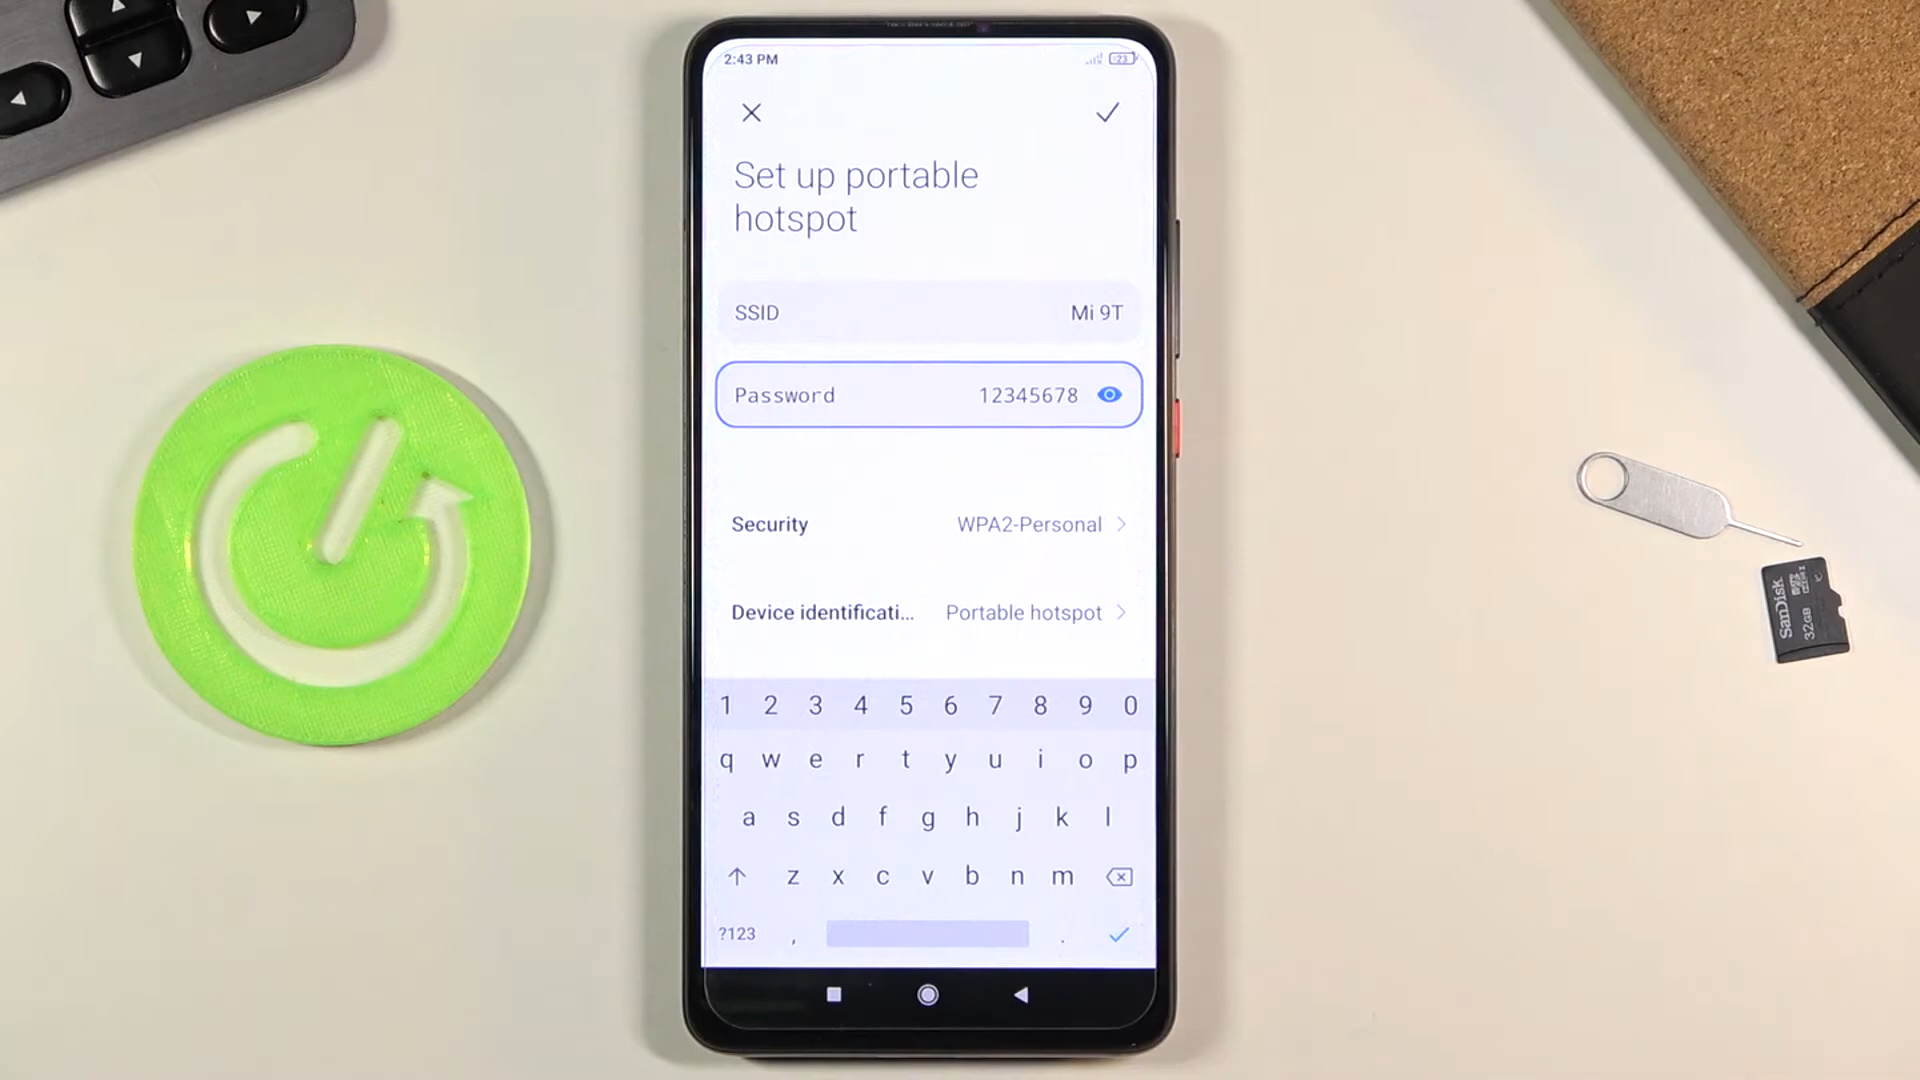 2:43 PM
23
Set up portable
hotspot
SSID Mi 9T
Password 12345678
Security WPA2-Personal
Device identificati... Portable hotspot
1 2 3 4 5 6 7 8 9 0
q w e r t y u i o p
a s d f g h j k l
z x c v b n m
?123 , .
SanDisk
32GB